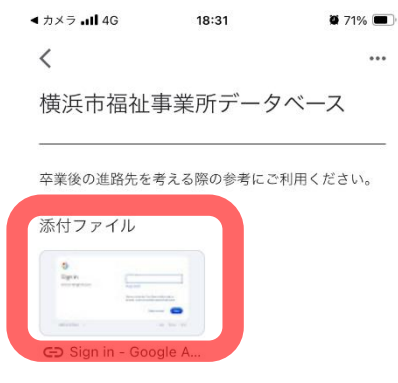 ◀ カメラ 4G 18:31 71%
横浜市福祉事業所データベース
卒業後の進路先を考える際の参考にご利用ください。
添付ファイル
Sign in
Sign in - Google A...